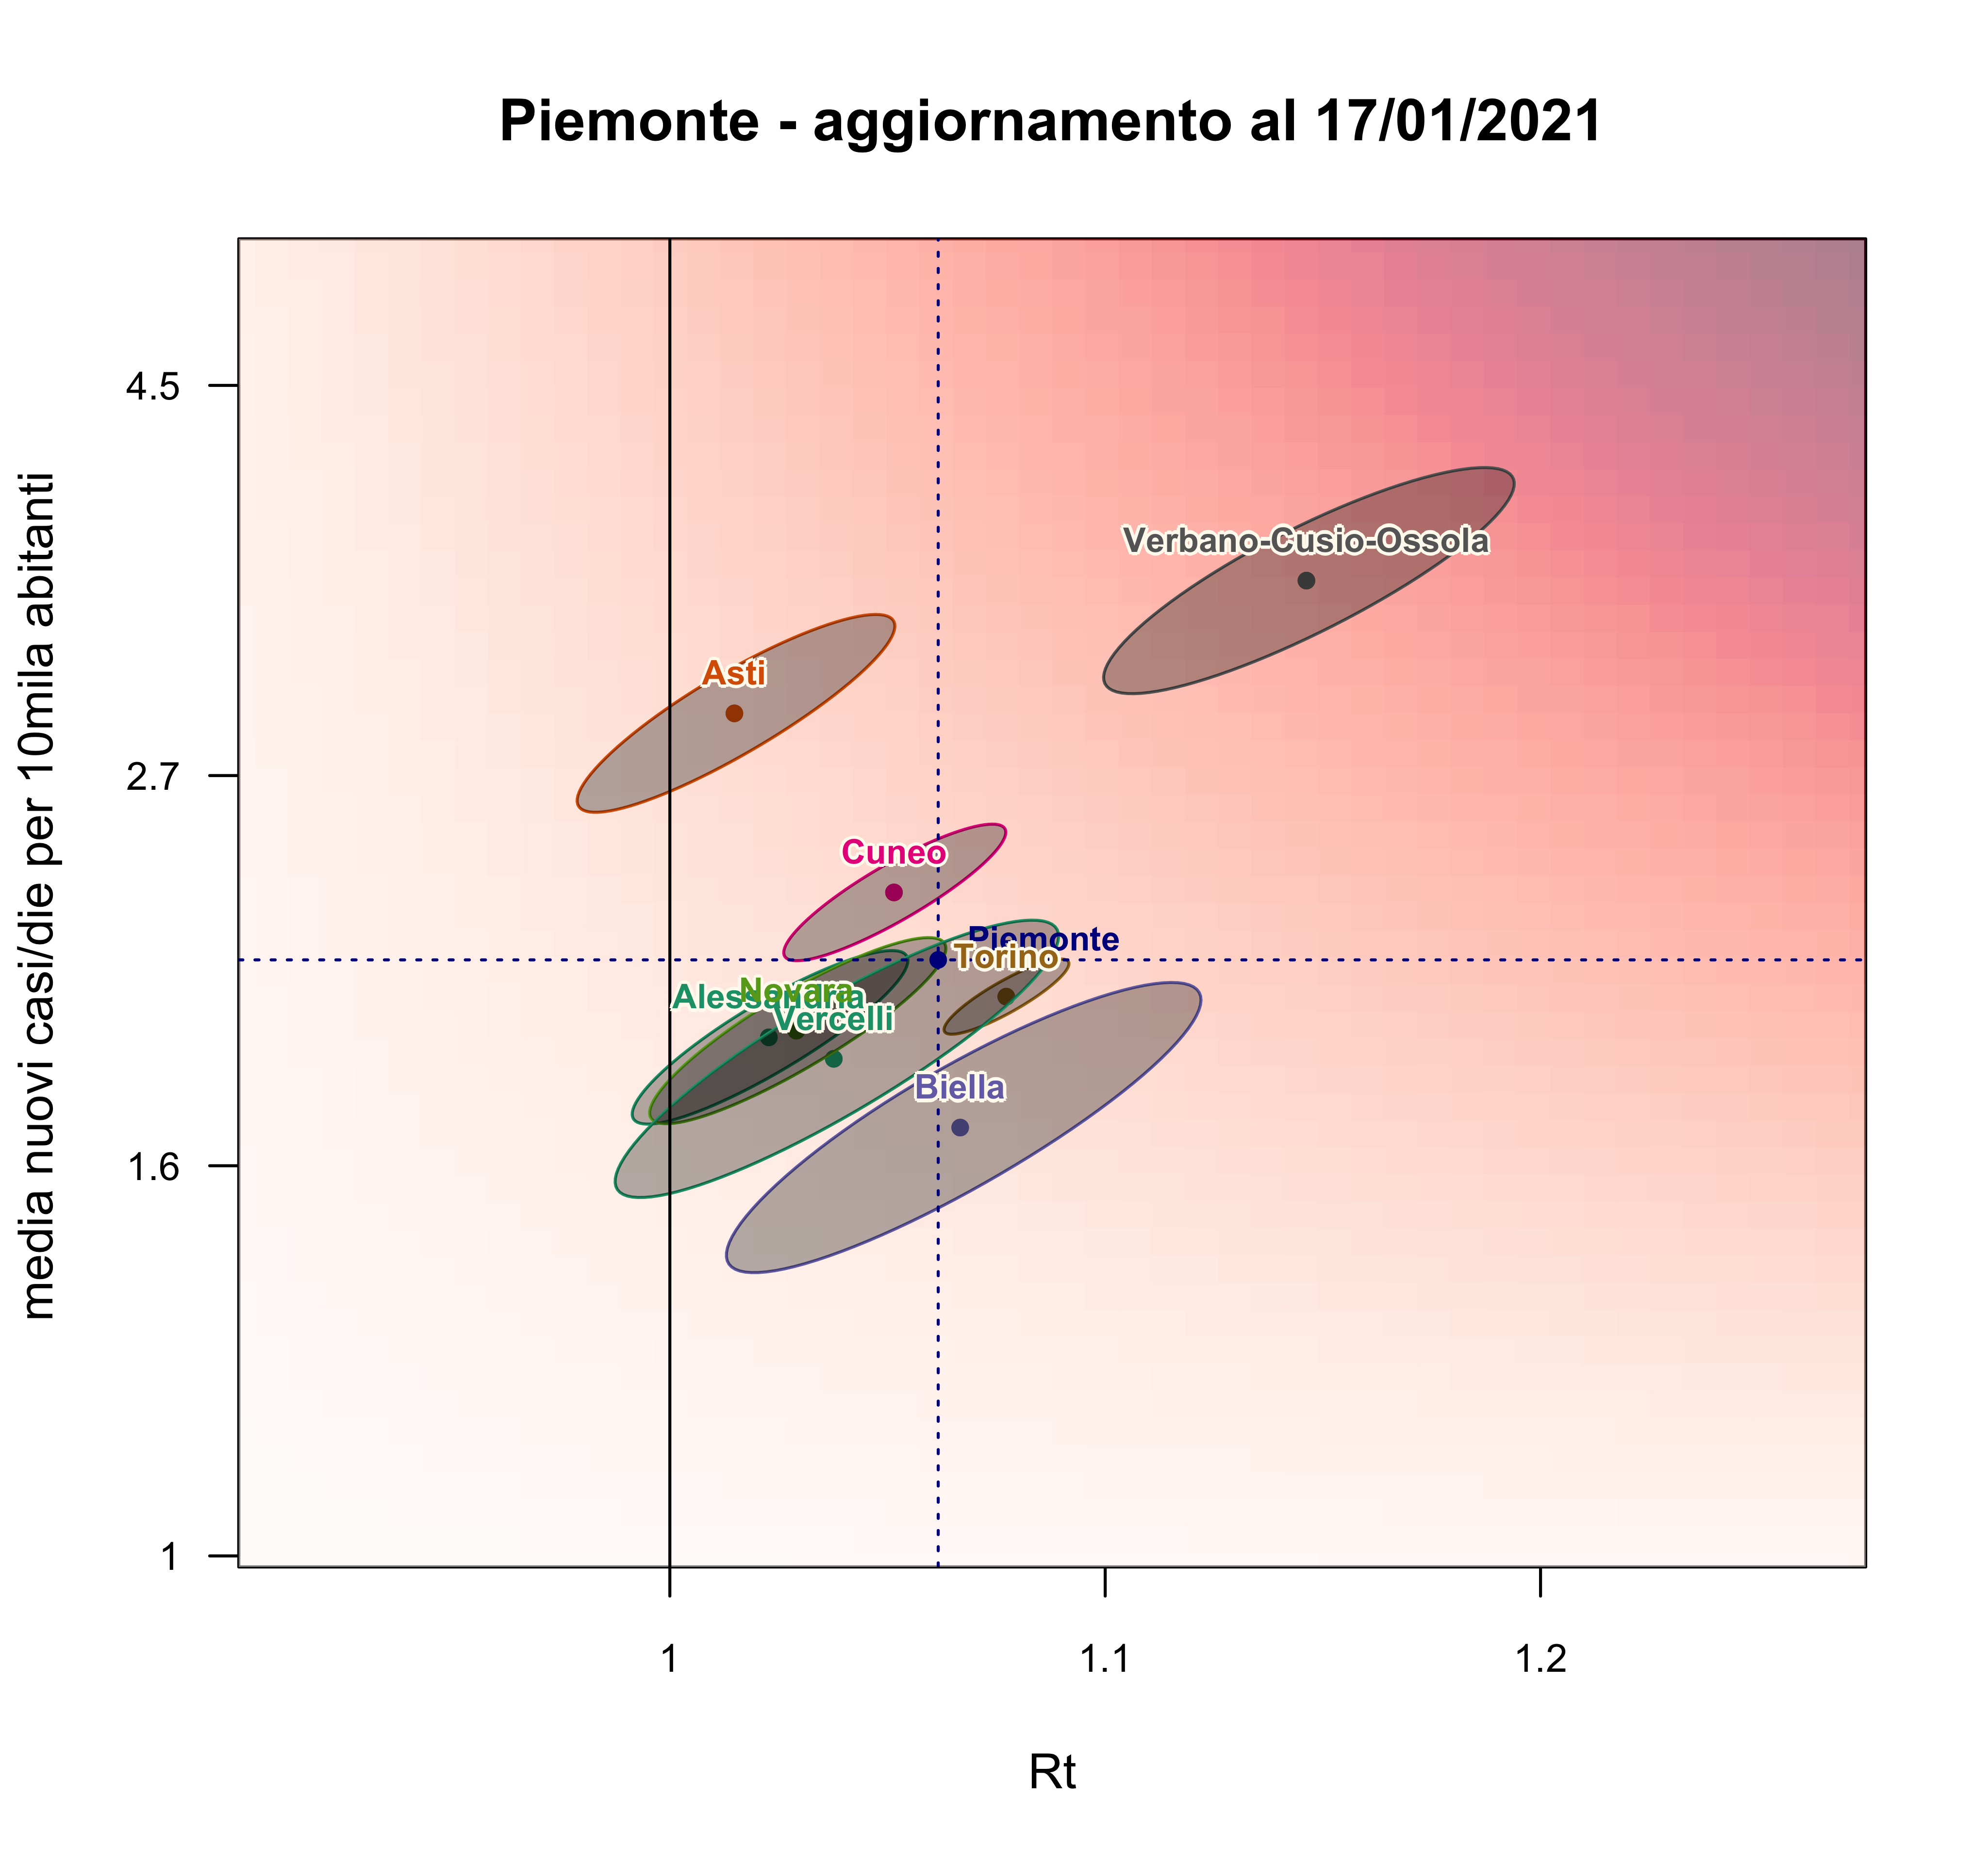 Piemonte - aggiornamento al 17/01/2021
media nuovi casi/die per 10mila abitanti
4.5
2.7
1.6
1
Verbano-Cusio-Ossola
Asti
Cuneo
Piemonte
Torino
Novara
Alessandria
Vercelli
Biella
1
1.1
1.2
Rt